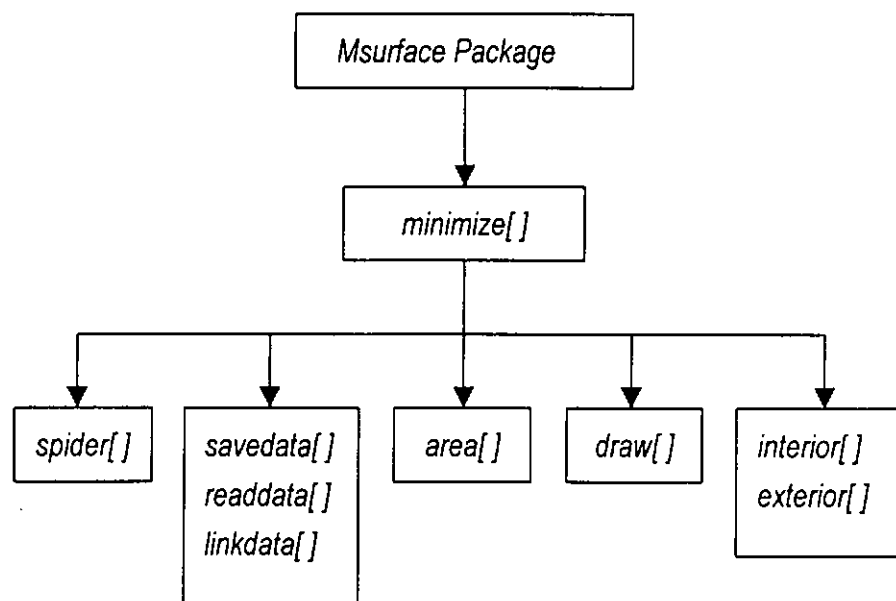 Msurface Package
minimize[ ]
spider[ ]
savedata[ ]
readdata[ ]
linkdata[ ]
area[ ]
draw[ ]
interior[ ]
exterior[ ]